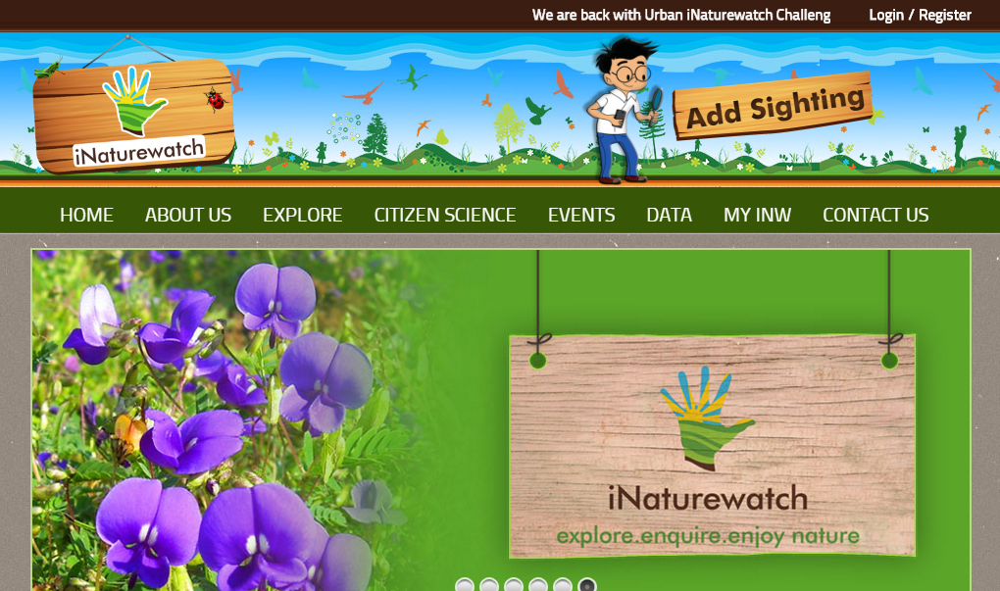 We are back with Urban iNaturewatch Challeng
Login / Register
iNaturewatch
Add Sighting
HOME ABOUT US EXPLORE CITIZEN SCIENCE EVENTS DATA MY INW CONTACT US
iNaturewatch
explore.enquire.enjoy nature